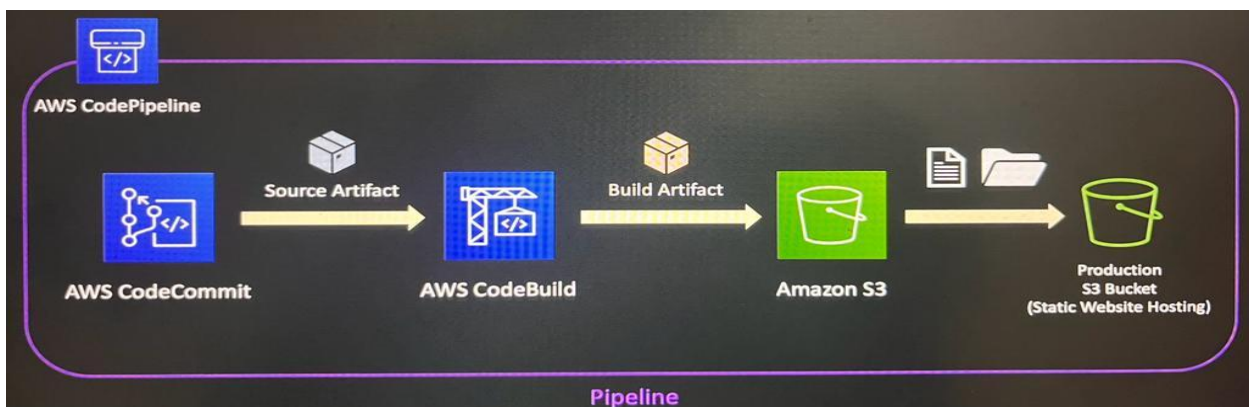 AWS CodePipeline
Source Artifact
Build Artifact
AWS CodeCommit
AWS CodeBuild
Amazon S3
Production
S3 Bucket
(Static Website Hosting)
Pipeline